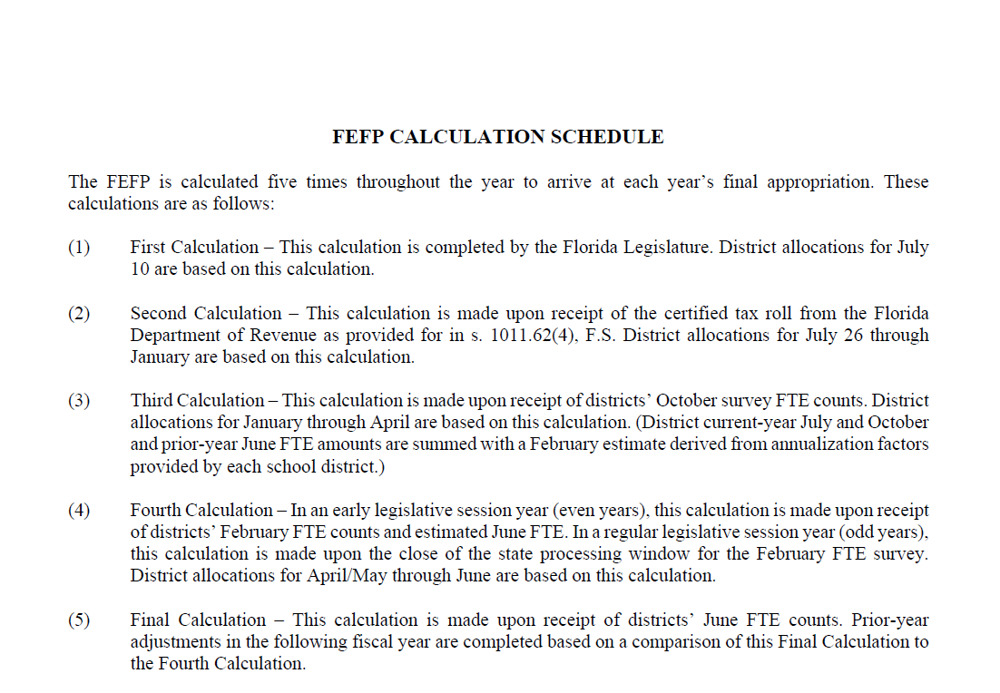 FEFP CALCULATION SCHEDULE
The FEFP is calculated five times throughout the year to arrive at each year’s final appropriation. These
calculations are as follows:
(1) First Calculation – This calculation is completed by the Florida Legislature. District allocations for July
10 are based on this calculation.
(2) Second Calculation – This calculation is made upon receipt of the certified tax roll from the Florida
Department of Revenue as provided for in s. 1011.62(4), F.S. District allocations for July 26 through
January are based on this calculation.
(3) Third Calculation – This calculation is made upon receipt of districts’ October survey FTE counts. District
allocations for January through April are based on this calculation. (District current-year July and October
and prior-year June FTE amounts are summed with a February estimate derived from annualization factors
provided by each school district.)
(4) Fourth Calculation – In an early legislative session year (even years), this calculation is made upon receipt
of districts’ February FTE counts and estimated June FTE. In a regular legislative session year (odd years),
this calculation is made upon the close of the state processing window for the February FTE survey.
District allocations for April/May through June are based on this calculation.
(5) Final Calculation – This calculation is made upon receipt of districts’ June FTE counts. Prior-year
adjustments in the following fiscal year are completed based on a comparison of this Final Calculation to
the Fourth Calculation.